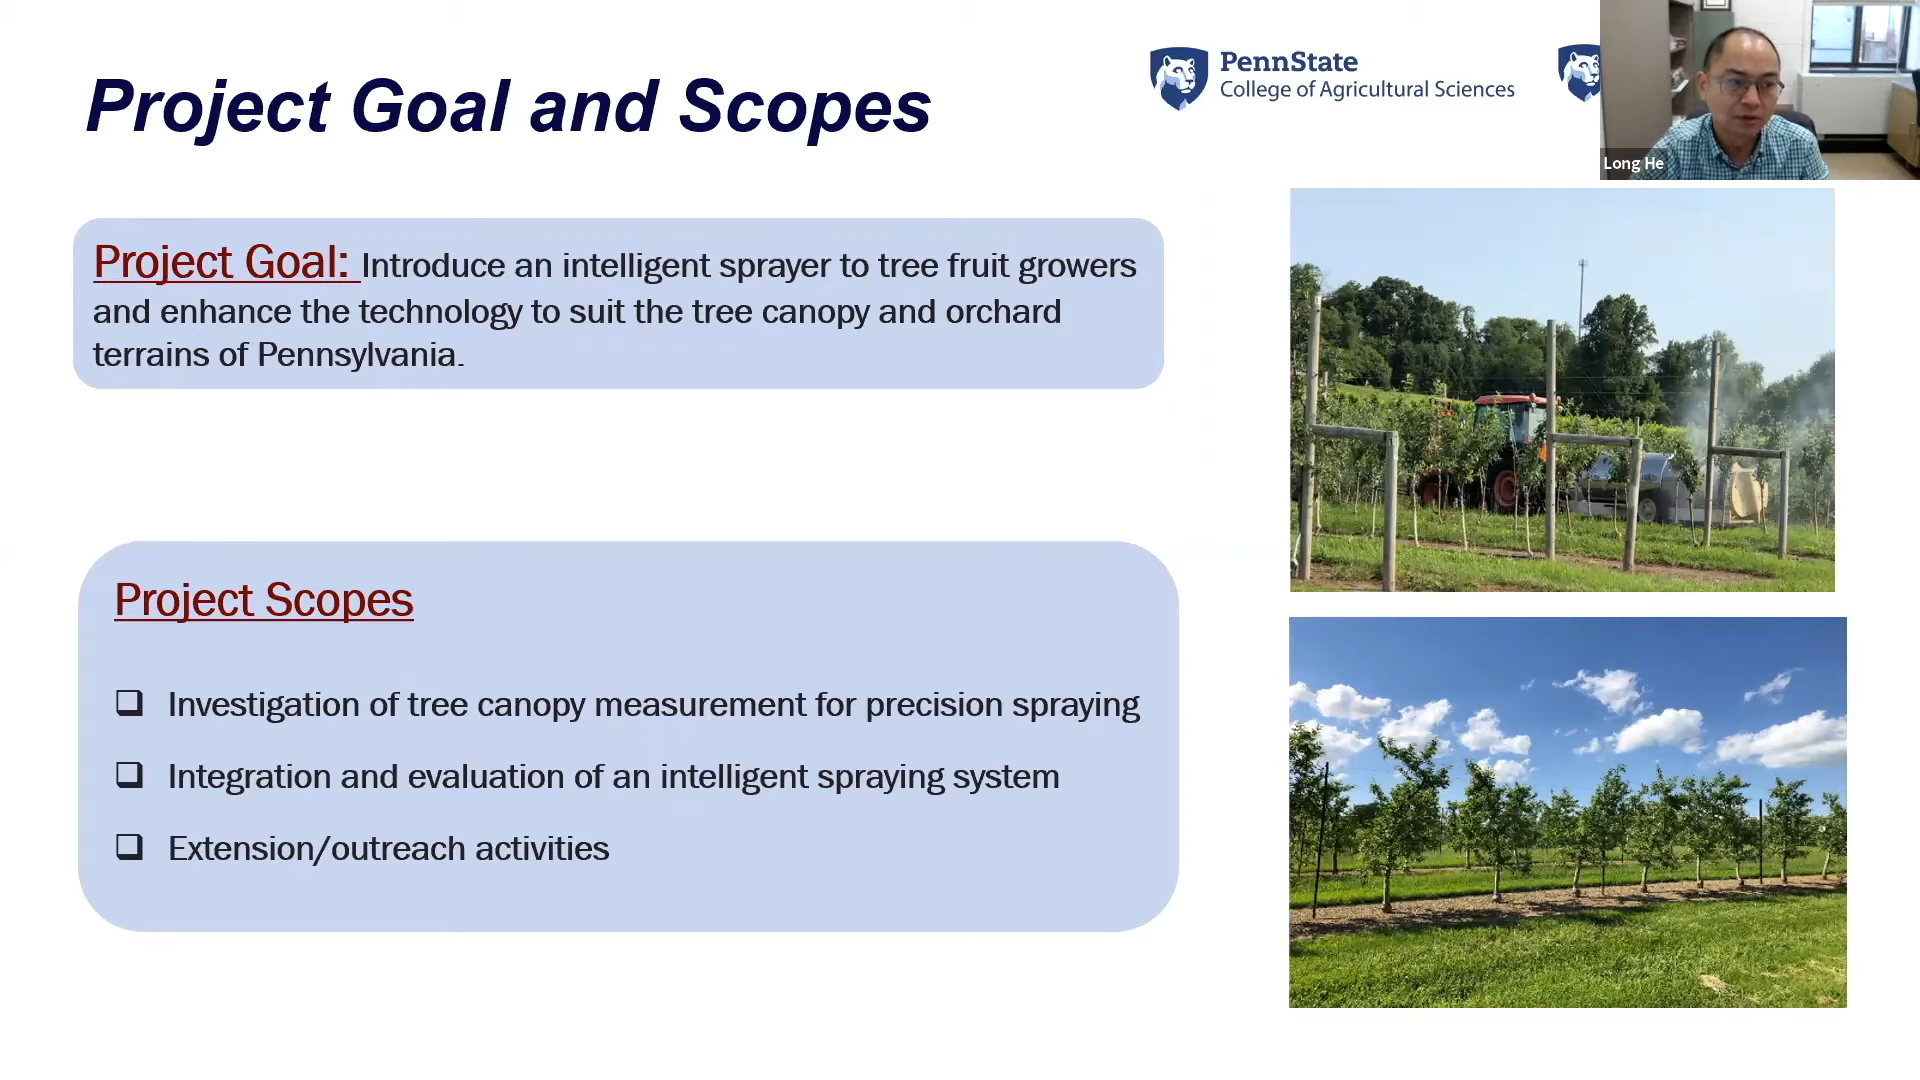 Project Goal and Scopes
PennState
College of Agricultural Sciences
Long He
Project Goal: Introduce an intelligent sprayer to tree fruit growers
and enhance the technology to suit the tree canopy and orchard
terrains of Pennsylvania.
Project Scopes
❑ Investigation of tree canopy measurement for precision spraying
❑ Integration and evaluation of an intelligent spraying system
❑ Extension/outreach activities